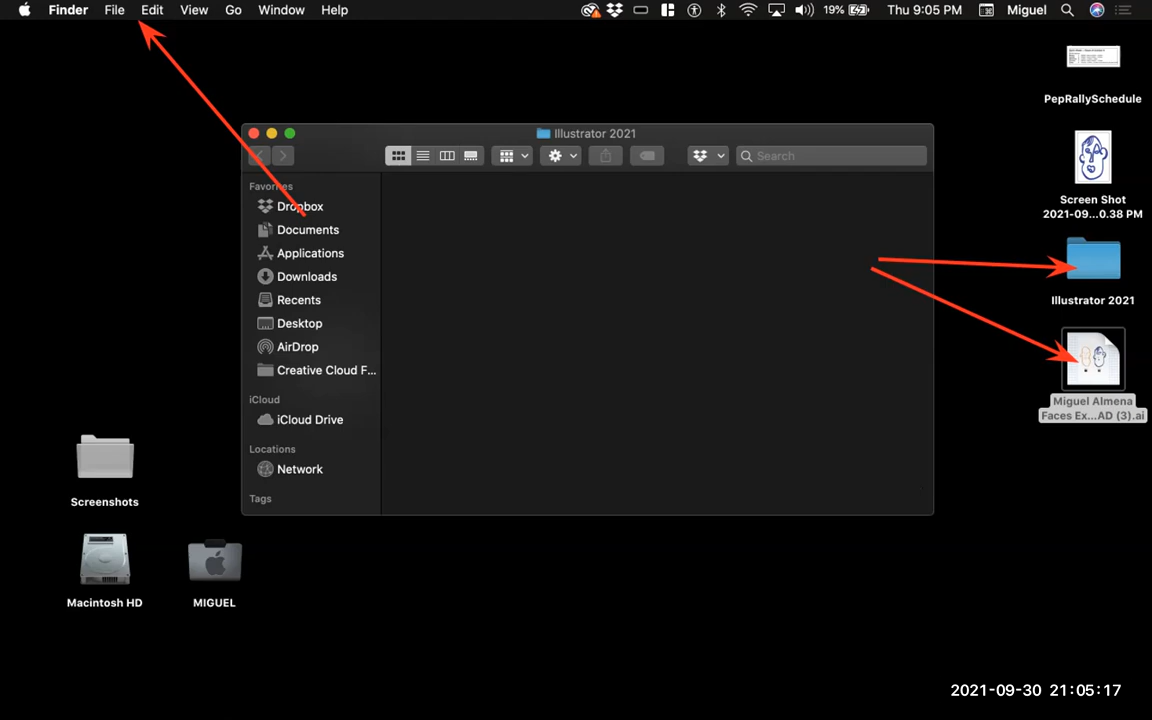 Finder File Edit View Go Window Help 19% Thu 9:05 PM Miguel
PepRallySchedule
Illustrator 2021
Search
Favorites
Dropbox
Documents
Applications
Downloads
Recents
Desktop
AirDrop
Creative Cloud F...
iCloud
iCloud Drive
Locations
Network
Tags
Screen Shot
2021-09...0.38 PM
Illustrator 2021
Miguel Almena
Faces Ex...AD (3).ai
Screenshots
Macintosh HD
MIGUEL
2021-09-30 21:05:17